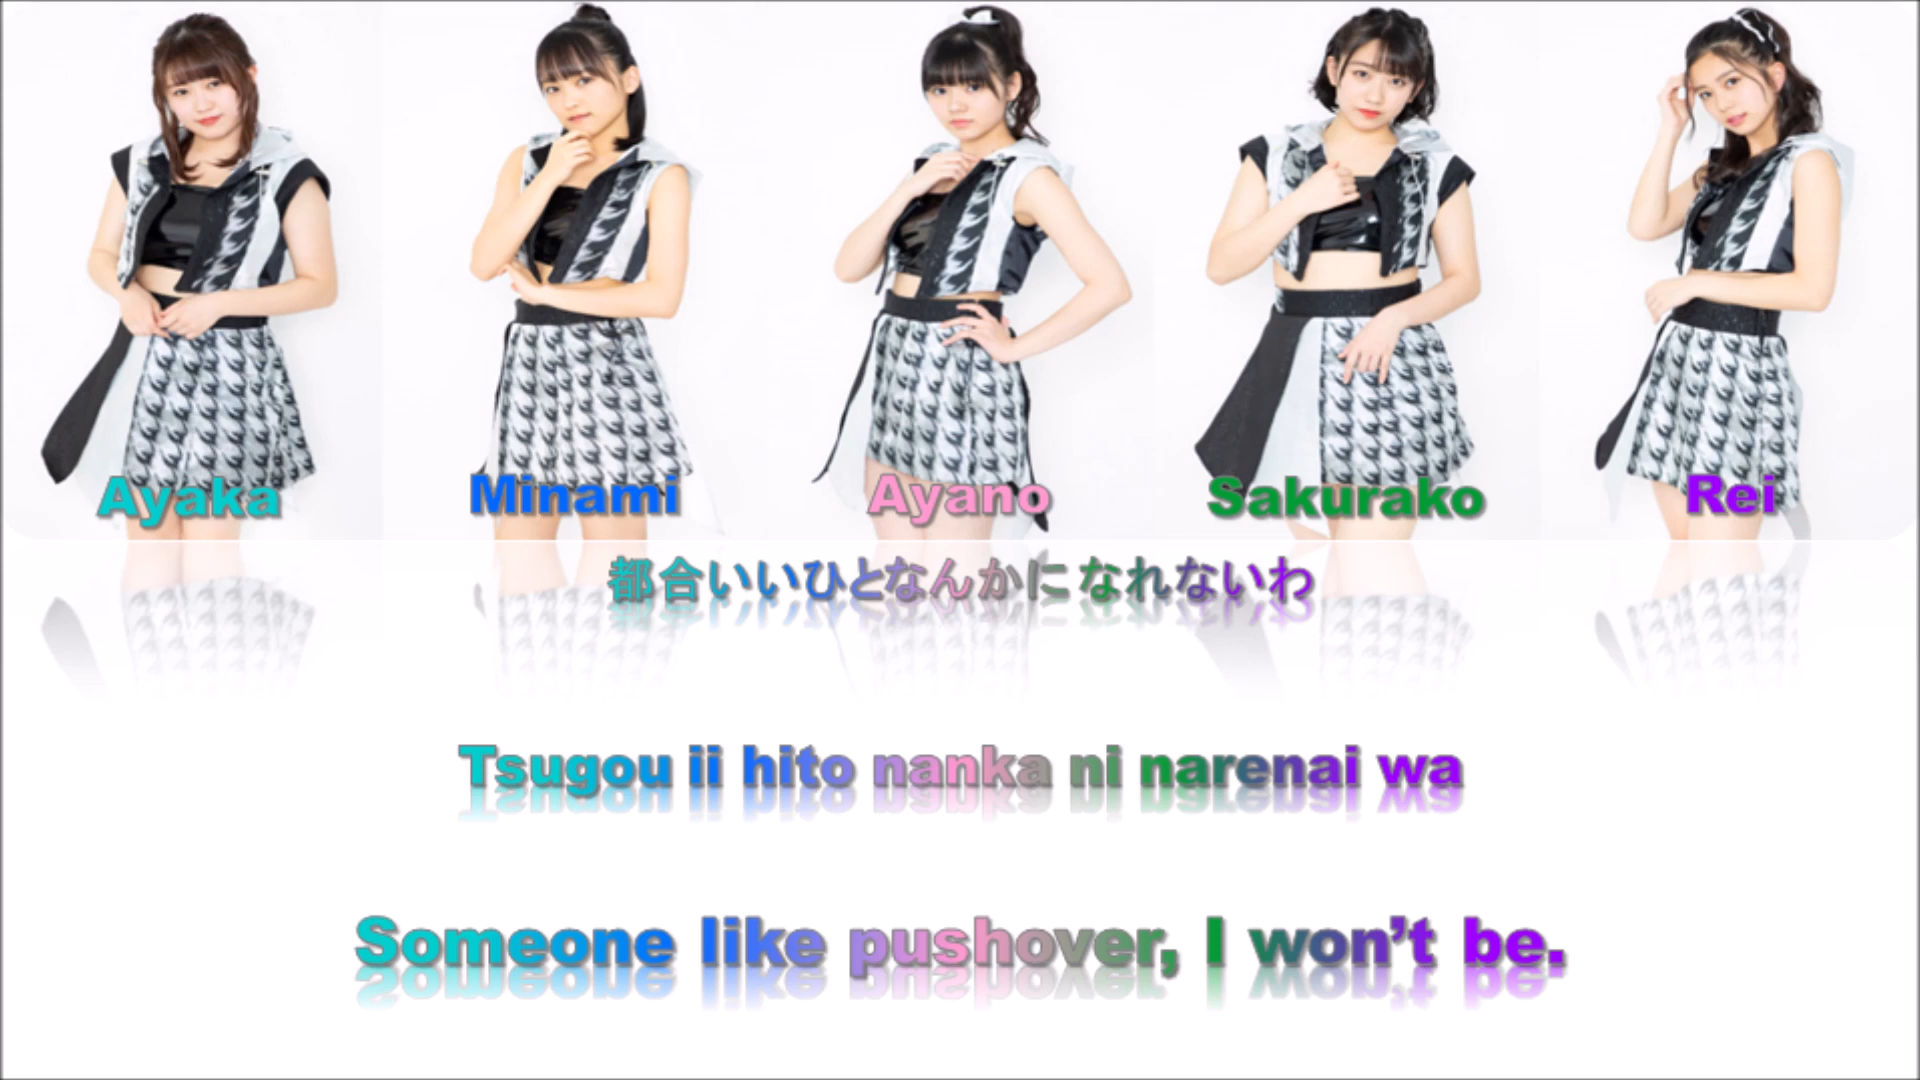 Ayaka Minami Ayano Sakurako Rei
都合いいひとなんかになれないわ
Tsugou ii hito nanka ni narenai wa
Someone like pushover, I won't be.